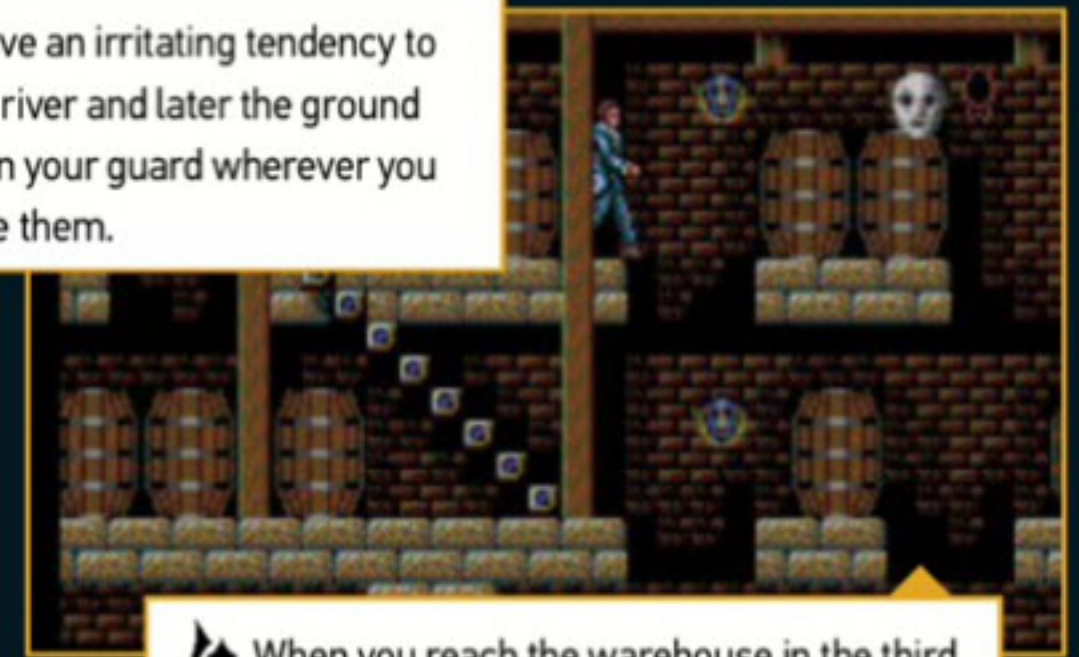 ve an irritating tendency to
river and later the ground
n your guard wherever you
e them.
When you reach the warehouse in the third